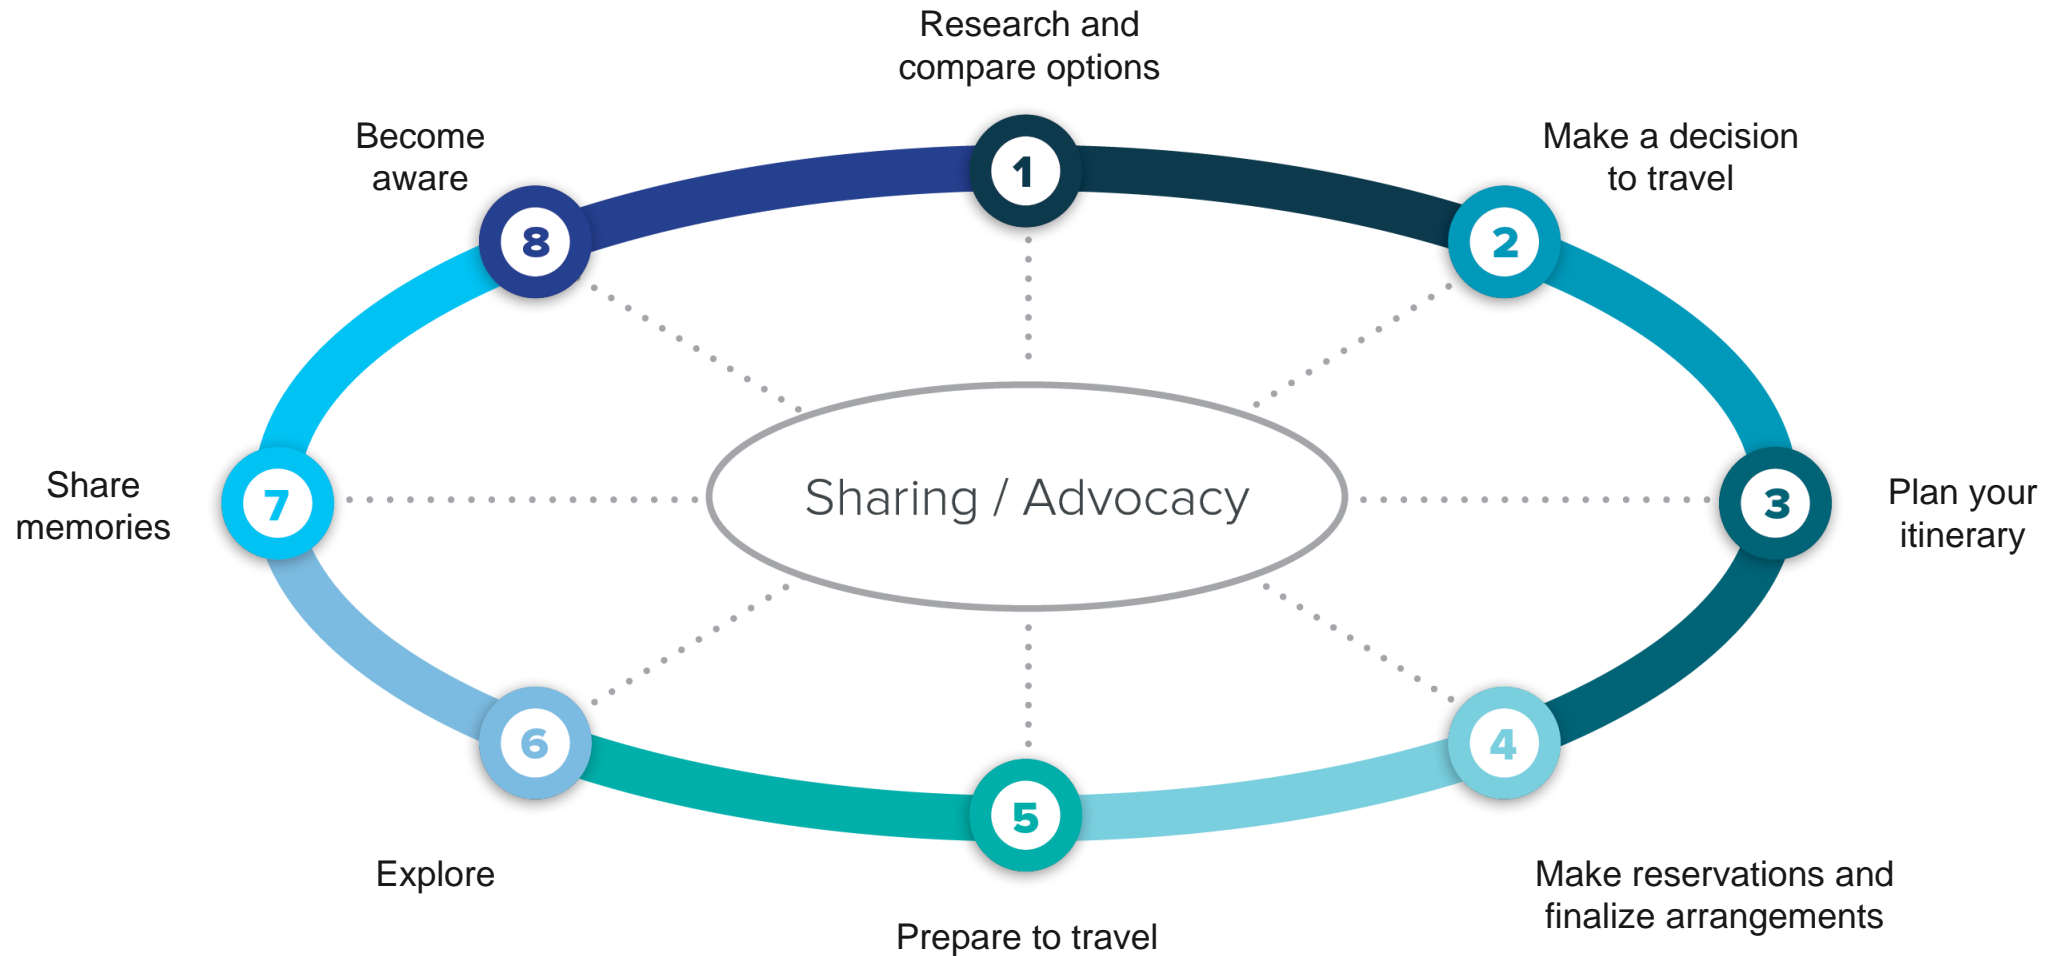 Research and
compare options
1
Make a decision
to travel
2
Plan your
itinerary
3
Make reservations and
finalize arrangements
4
Prepare to travel
5
Explore
6
Share
memories
7
Become
aware
8
Sharing / Advocacy